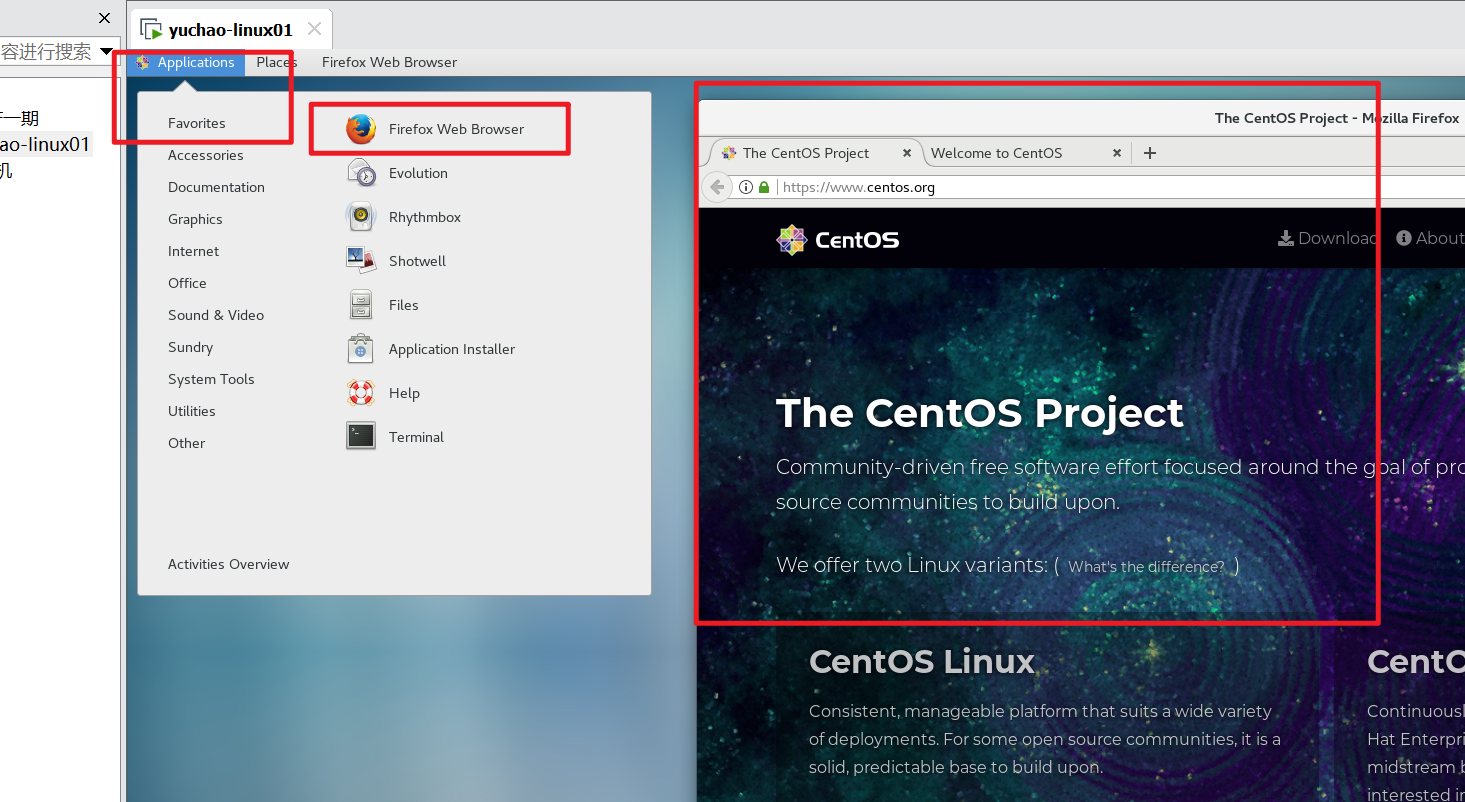 yuchao-linux01
容进行搜索
一期
ao-linux01
机
Applications Places Firefox Web Browser
Favorites
Accessories
Documentation
Graphics
Internet
Office
Sound & Video
Sundry
System Tools
Utilities
Other
Activities Overview
Firefox Web Browser
Evolution
Rhythmbox
Shotwell
Files
Application Installer
Help
Terminal
The CentOS Project - Mozilla Firefox
The CentOS Project
Welcome to CentOS
https://www.centos.org
CentOS
Download About
The CentOS Project
Community-driven free software effort focused around the goal of pro
source communities to build upon.
We offer two Linux variants: ( What's the difference? )
CentOS Linux
Consistent, manageable platform that suits a wide variety
of deployments. For some open source communities, it is a
solid, predictable base to build upon.
CentO
Continuousl
Hat Enterpri
midstream b
interested in